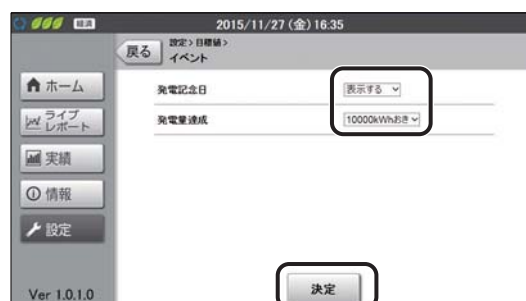 経済
2015/11/27 (金) 16:35
戻る
設定>目標値>
イベント
ホーム
ライブ
レポート
実績
情報
設定
発電記念日
表示する
発電量達成
10000kWhおき
決定
Ver 1.0.1.0